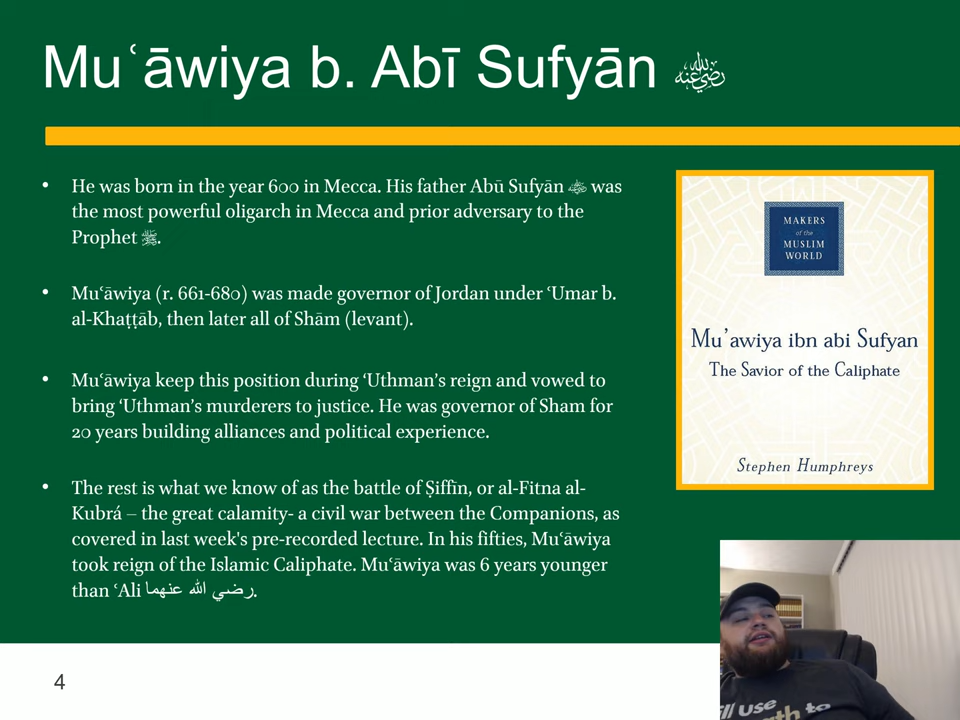 Muʿāwiya b. Abī Sufyān رضي الله عنه
• He was born in the year 600 in Mecca. His father Abū Sufyān رضي الله عنه was
the most powerful oligarch in Mecca and prior adversary to the
Prophet ﷺ.
• Muʿāwiya (r. 661-680) was made governor of Jordan under ʿUmar b.
al-Khaṭṭāb, then later all of Shām (levant).
• Muʿāwiya keep this position during ‘Uthman’s reign and vowed to
bring ‘Uthman’s murderers to justice. He was governor of Sham for
20 years building alliances and political experience.
• The rest is what we know of as the battle of Ṣiffīn, or al-Fitna al-
Kubrá – the great calamity- a civil war between the Companions, as
covered in last week's pre-recorded lecture. In his fifties, Muʿāwiya
took reign of the Islamic Caliphate. Muʿāwiya was 6 years younger
than ʿAli رضي الله عنهما.
MAKERS
of the
MUSLIM
WORLD
Mu’awiya ibn abi Sufyan
The Savior of the Caliphate
Stephen Humphreys
4
Use
to